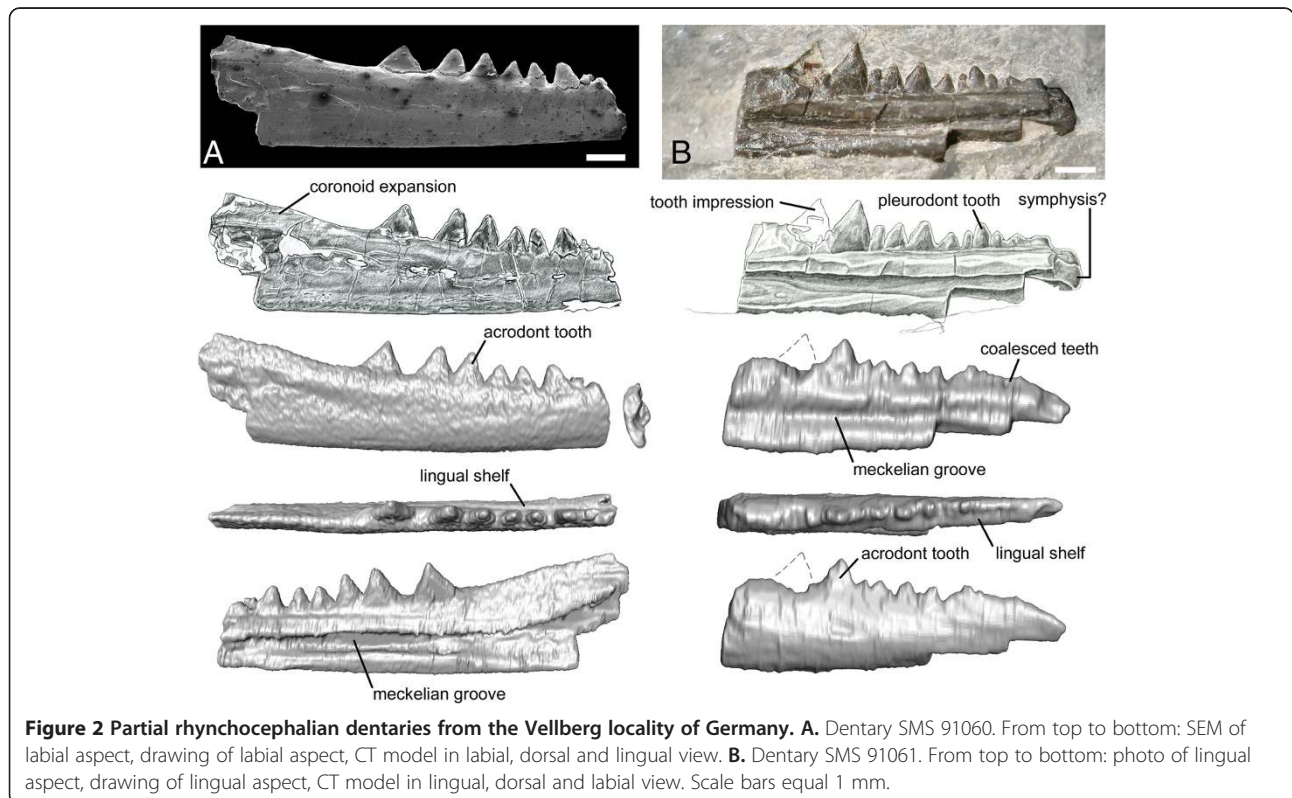 A
B
coronoid expansion
tooth impression
pleurodont tooth
symphysis?
acrodont tooth
coalesced teeth
meckelian groove
lingual shelf
lingual shelf
acrodont tooth
meckelian groove
Figure 2 Partial rhynchocephalian dentaries from the Vellberg locality of Germany. A. Dentary SMS 91060. From top to bottom: SEM of
labial aspect, drawing of labial aspect, CT model in labial, dorsal and lingual view. B. Dentary SMS 91061. From top to bottom: photo of lingual
aspect, drawing of lingual aspect, CT model in lingual, dorsal and labial view. Scale bars equal 1 mm.